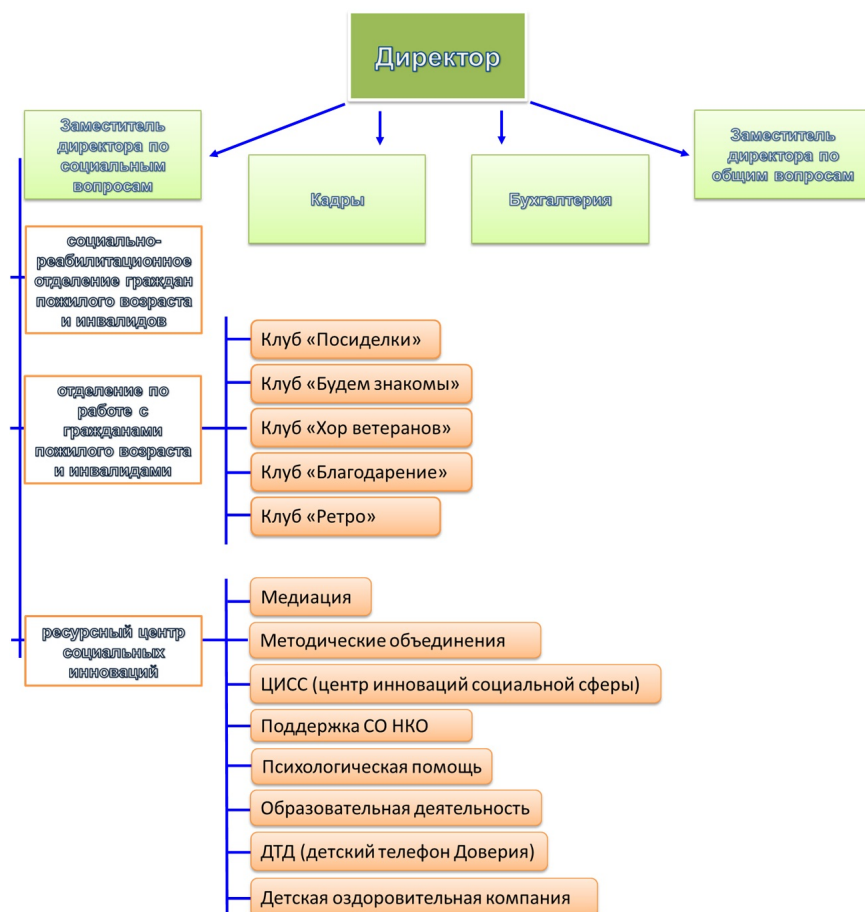 Директор
Заместитель
директора по
социальным
вопросам
Кадры
Бухгалтерия
Заместитель
директора по
общим вопросам
социально-
реабилитационное
отделение граждан
пожилого возраста
и инвалидов
отделение по
работе с
гражданами
пожилого возраста
и инвалидами
Клуб «Посиделки»
Клуб «Будем знакомы»
Клуб «Хор ветеранов»
Клуб «Благодарение»
Клуб «Ретро»
ресурсный центр
социальных
инноваций
Медиация
Методические объединения
ЦИСС (центр инноваций социальной сферы)
Поддержка СО НКО
Психологическая помощь
Образовательная деятельность
ДТД (детский телефон Доверия)
Детская оздоровительная компания